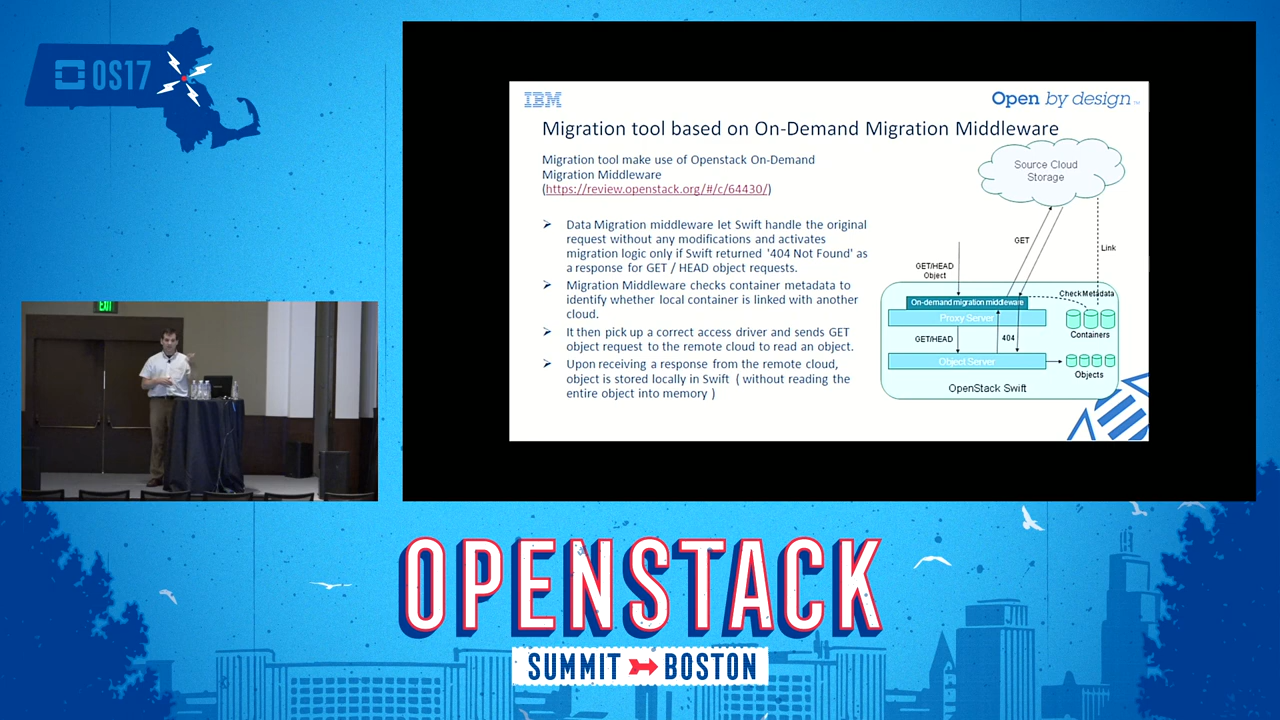 OS17
EXIT
IBM
Open by design™
Migration tool based on On-Demand Migration Middleware
Migration tool make use of Openstack On-Demand
Migration Middleware
(https://review.openstack.org/#/c/64430/)
Data Migration middleware let Swift handle the original
request without any modifications and activates
migration logic only if Swift returned '404 Not Found' as
a response for GET / HEAD object requests.
Migration Middleware checks container metadata to
identify whether local container is linked with another
cloud.
It then pick up a correct access driver and sends GET
object request to the remote cloud to read an object.
Upon receiving a response from the remote cloud,
object is stored locally in Swift ( without reading the
entire object into memory )
Source Cloud
Storage
GET
Link
GET/HEAD
Object
Check Metadata
On-demand migration middleware
Proxy Server
Containers
GET/HEAD
404
Object Server
Objects
OpenStack Swift
OPENSTACK
SUMMIT BOSTON